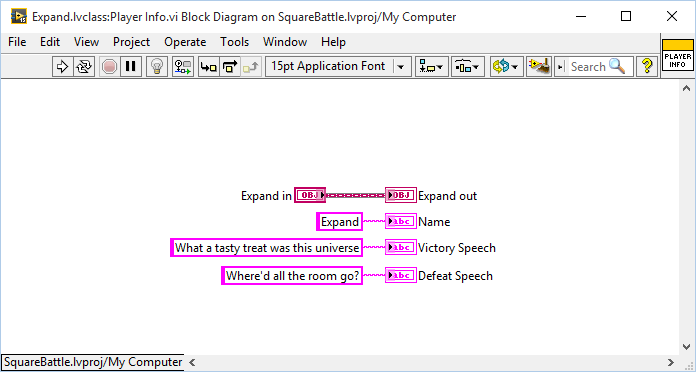 Expand.lvclass:Player Info.vi Block Diagram on SquareBattle.lvproj/My Computer
File Edit View Project Operate Tools Window Help
15pt Application Font
Search
?
PLAYER
INFO
Expand in OBJ OBJ Expand out
Expand abc Name
What a tasty treat was this universe abc Victory Speech
Where'd all the room go? abc Defeat Speech
SquareBattle.lvproj/My Computer